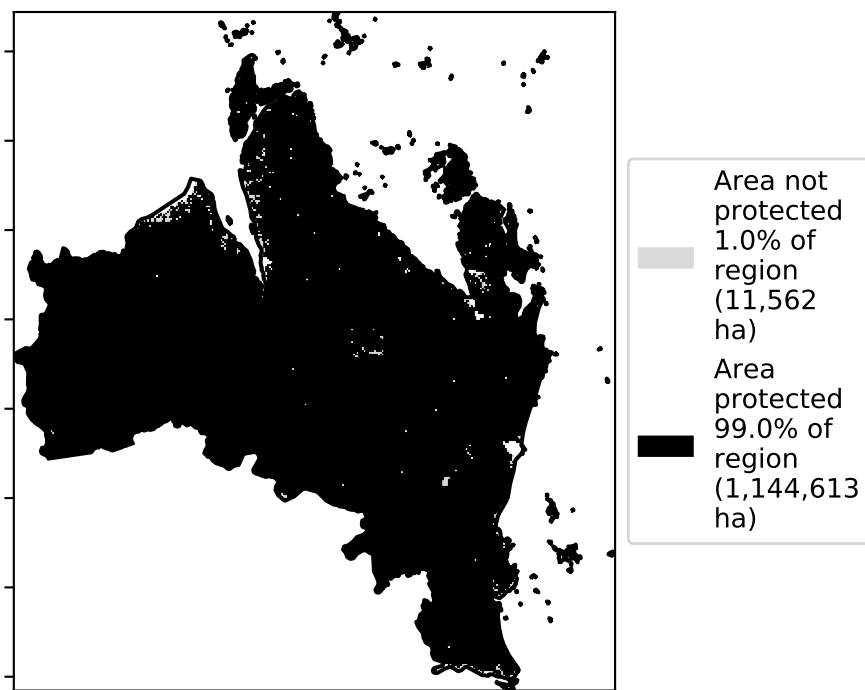 Area not
protected
1.0% of
region
(11,562
ha)
Area
protected
99.0% of
region
(1,144,613
ha)